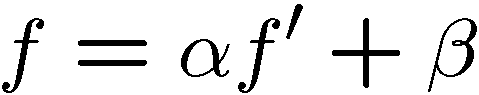 f = αf′ + β